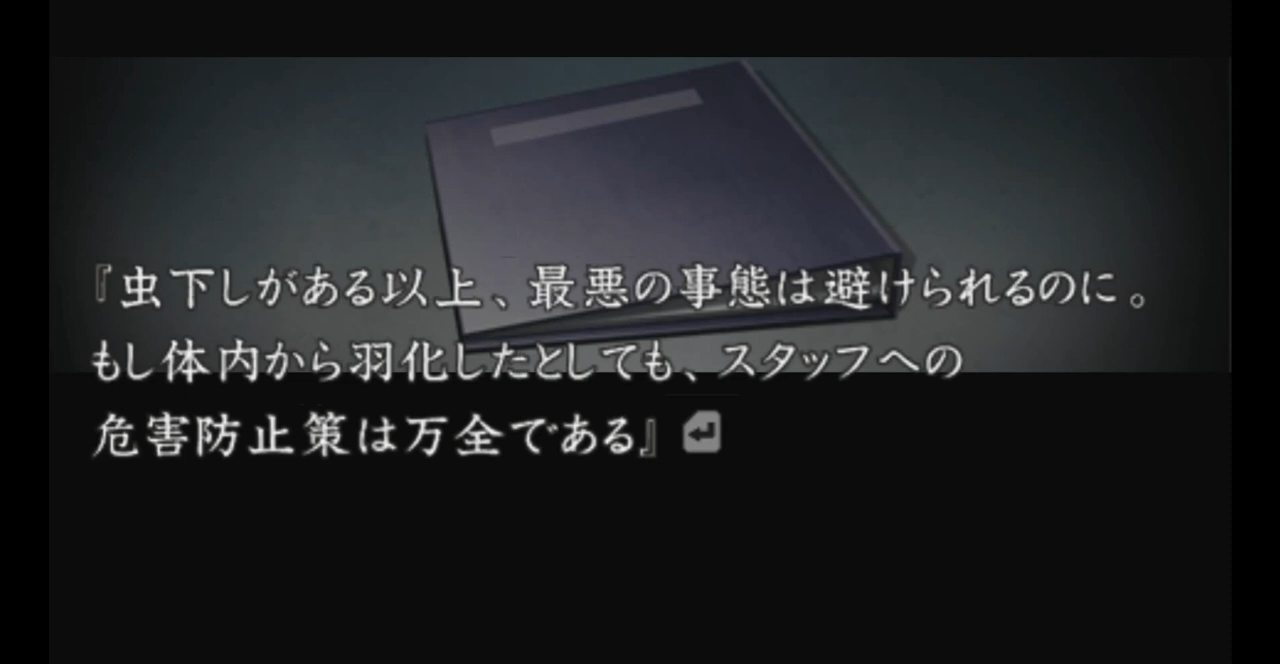 『虫下しがある以上、最悪の事態は避けられるのに。
もし体内から羽化したとしても、スタッフへの
危害防止策は万全である』